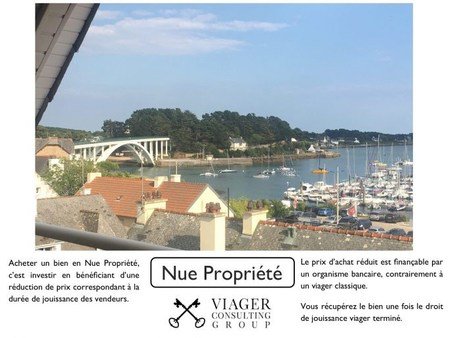 Acheter un bien en Nue Propriété,
c'est investir en bénéficiant d'une
réduction de prix correspondant à la
durée de jouissance des vendeurs.
Nue Propriété
VIAGER
CONSULTING
GROUP
Le prix d'achat réduit est finançable par
un organisme bancaire, contrairement à
un viager classique.
Vous récupérez le bien une fois le droit
de jouissance viager terminé.